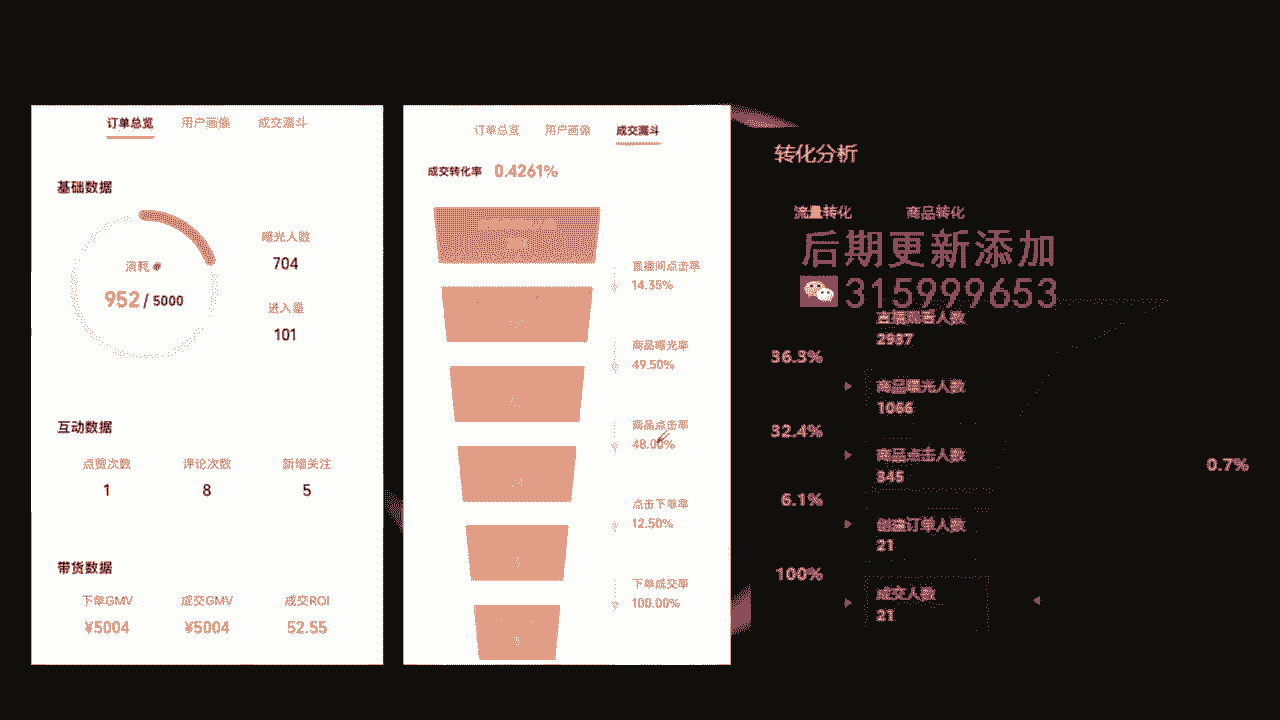 订单总览 用户画像 成交漏斗
基础数据
消耗
952 / 5000
曝光人数
704
进入量
101
互动数据
点赞次数 评论次数 新增关注
1 8 5
带货数据
下单GMV 成交GMV 成交ROI
¥5004 ¥5004 52.55
订单总览 用户画像 成交漏斗
成交转化率 0.4261%
直播间点击率
14.35%
商品曝光率
49.50%
商品点击率
48.00%
点击下单率
12.50%
下单成交率
100.00%
转化分析
流量转化 商品转化
后期更新添加
315999653
直播间观看人数
2937
36.3%
商品曝光人数
1066
32.4%
商品点击人数
345
6.1%
创建订单人数
21
100%
成交人数
21
0.7%